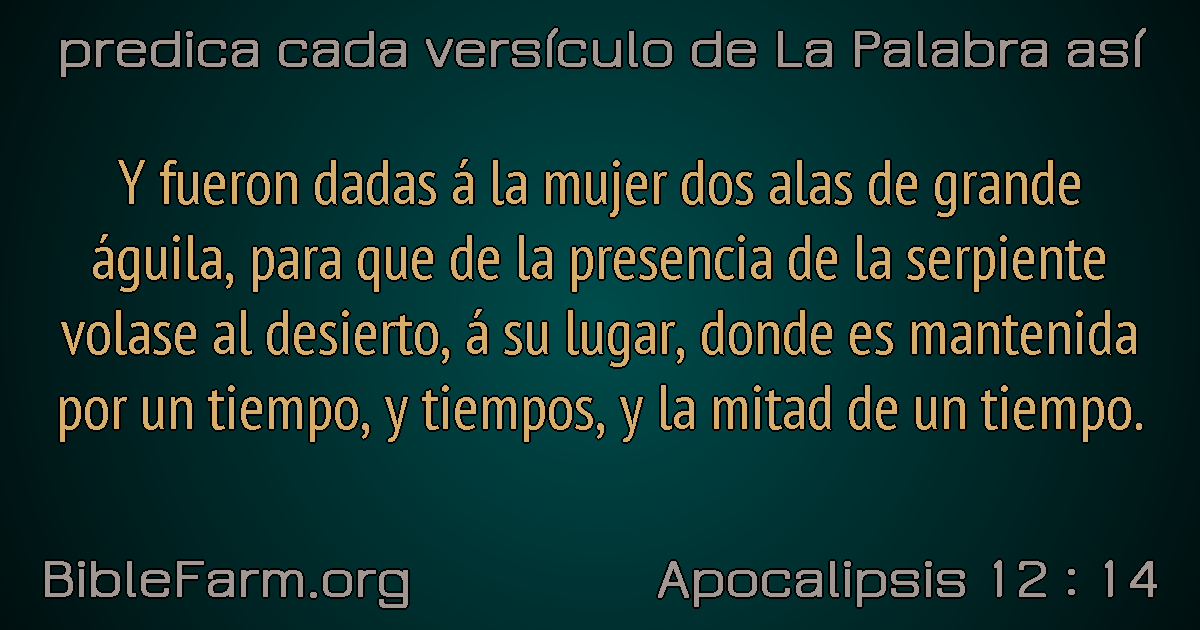 predica cada versículo de La Palabra así
Y fueron dadas á la mujer dos alas de grande
águila, para que de la presencia de la serpiente
volase al desierto, á su lugar, donde es mantenida
por un tiempo, y tiempos, y la mitad de un tiempo.
BibleFarm.org
Apocalipsis 12 : 14